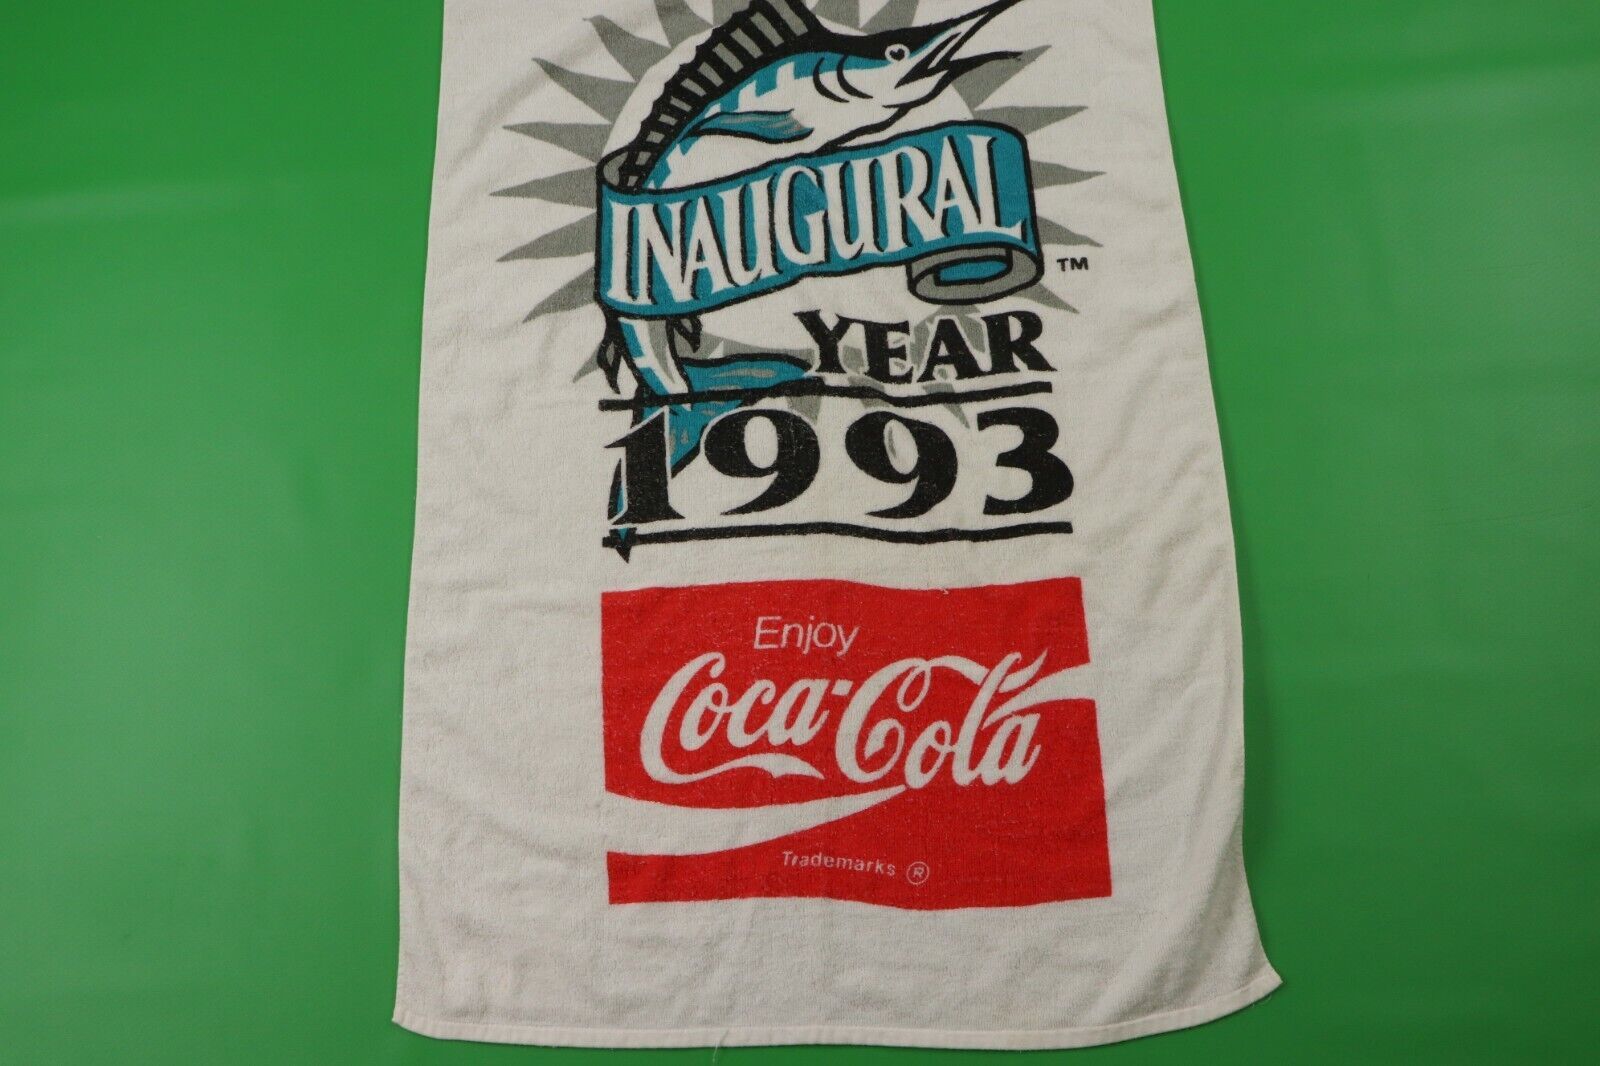 INAUGURAL
TM
YEAR
1993
Enjoy
Coca-Cola
Trademarks ®